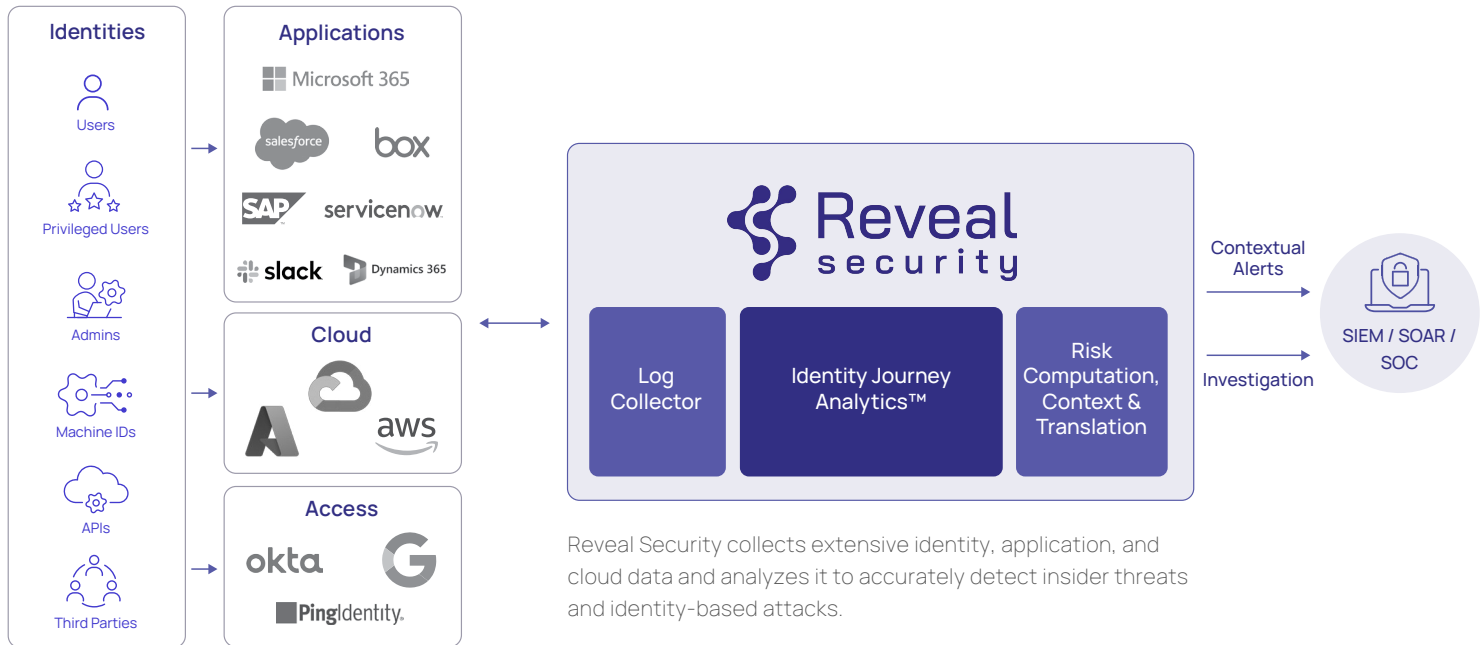 Identities
Users
Privileged Users
Admins
Machine IDs
APIs
Third Parties
Applications
Microsoft 365
salesforce
box
SAP
servicenow
slack
Dynamics 365
Cloud
aws
Access
okta
G
PingIdentity®
Reveal
security
Log
Collector
Identity Journey
Analytics™
Risk
Computation,
Context &
Translation
Reveal Security collects extensive identity, application, and
cloud data and analyzes it to accurately detect insider threats
and identity-based attacks.
Contextual
Alerts
Investigation
SIEM / SOAR /
SOC